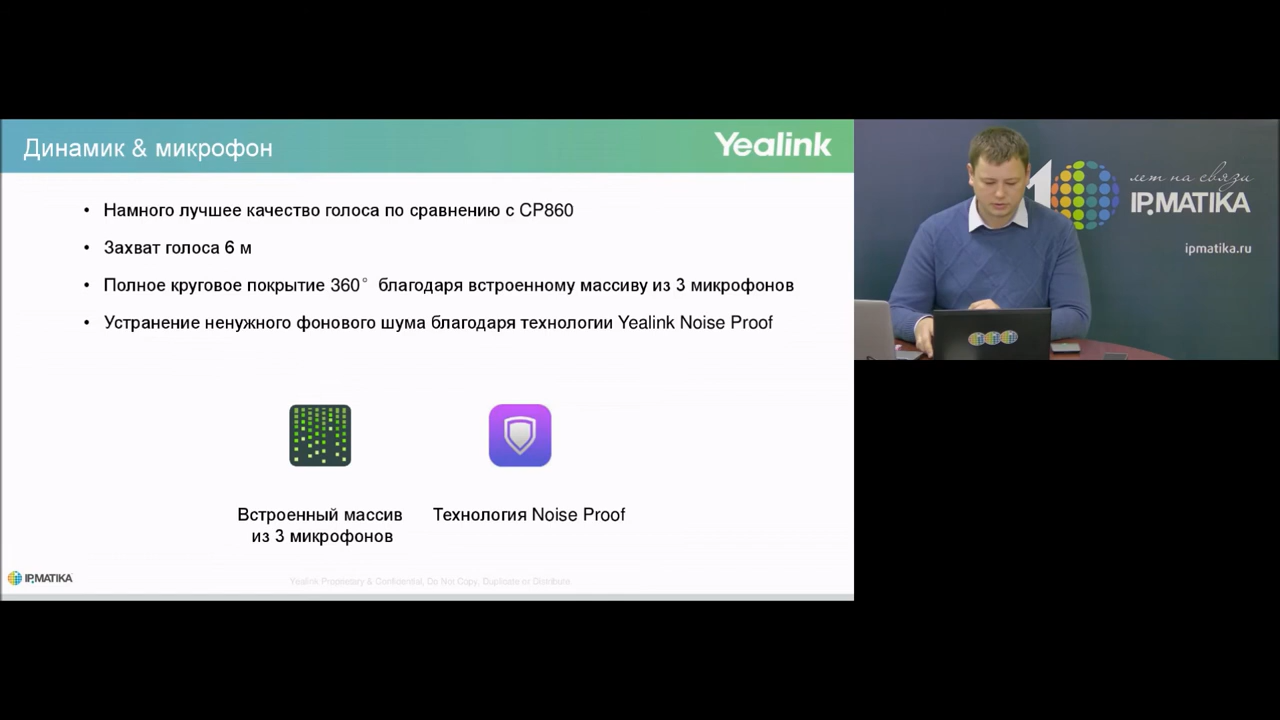 Динамик & микрофон
Yealink
• Намного лучшее качество голоса по сравнению с CP860
• Захват голоса 6 м
• Полное круговое покрытие 360° благодаря встроенному массиву из 3 микрофонов
• Устранение ненужного фонового шума благодаря технологии Yealink Noise Proof
Встроенный массив
из 3 микрофонов
Технология Noise Proof
IP.MATIKA
Yealink Proprietary & Confidential, Do Not Copy, Duplicate or Distribute.
10
лет на связи
IP.MATIKA
ipmatika.ru